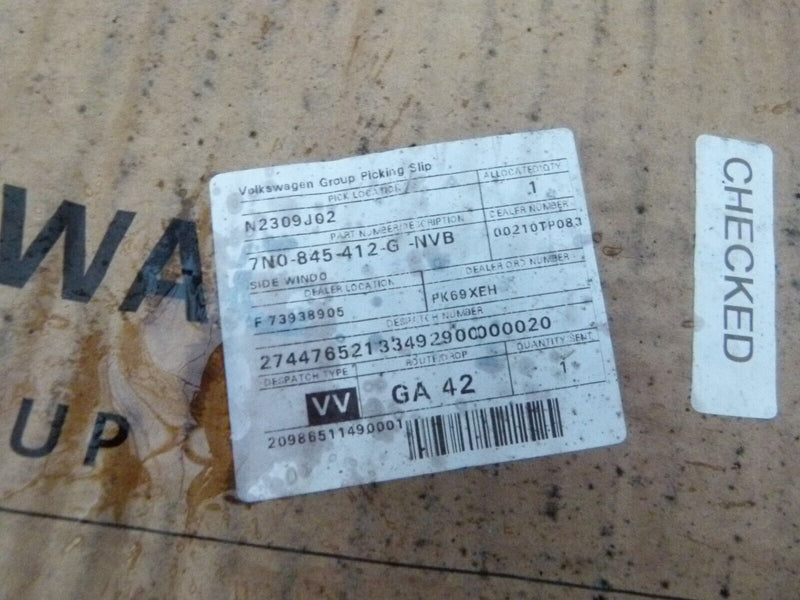 Volkswagen Group Picking Slip
PICK LOCATION
ALLOCATED QTY
N2309J02
1
PART NUMBER/DESCRIPTION
DEALER NUMBER
7N0-845-412-G -NVB
00210TP083
SIDE WINDO
DEALER LOCATION
DEALER ORD NUMBER
F 73938905
PK69XEH
DESPATCH NUMBER
27447652133492900000020
DESPATCH TYPE
ROUTE/DROP
QUANTITY SENT
VV
GA 42
1
20986511490001
CHECKED
WA
UP